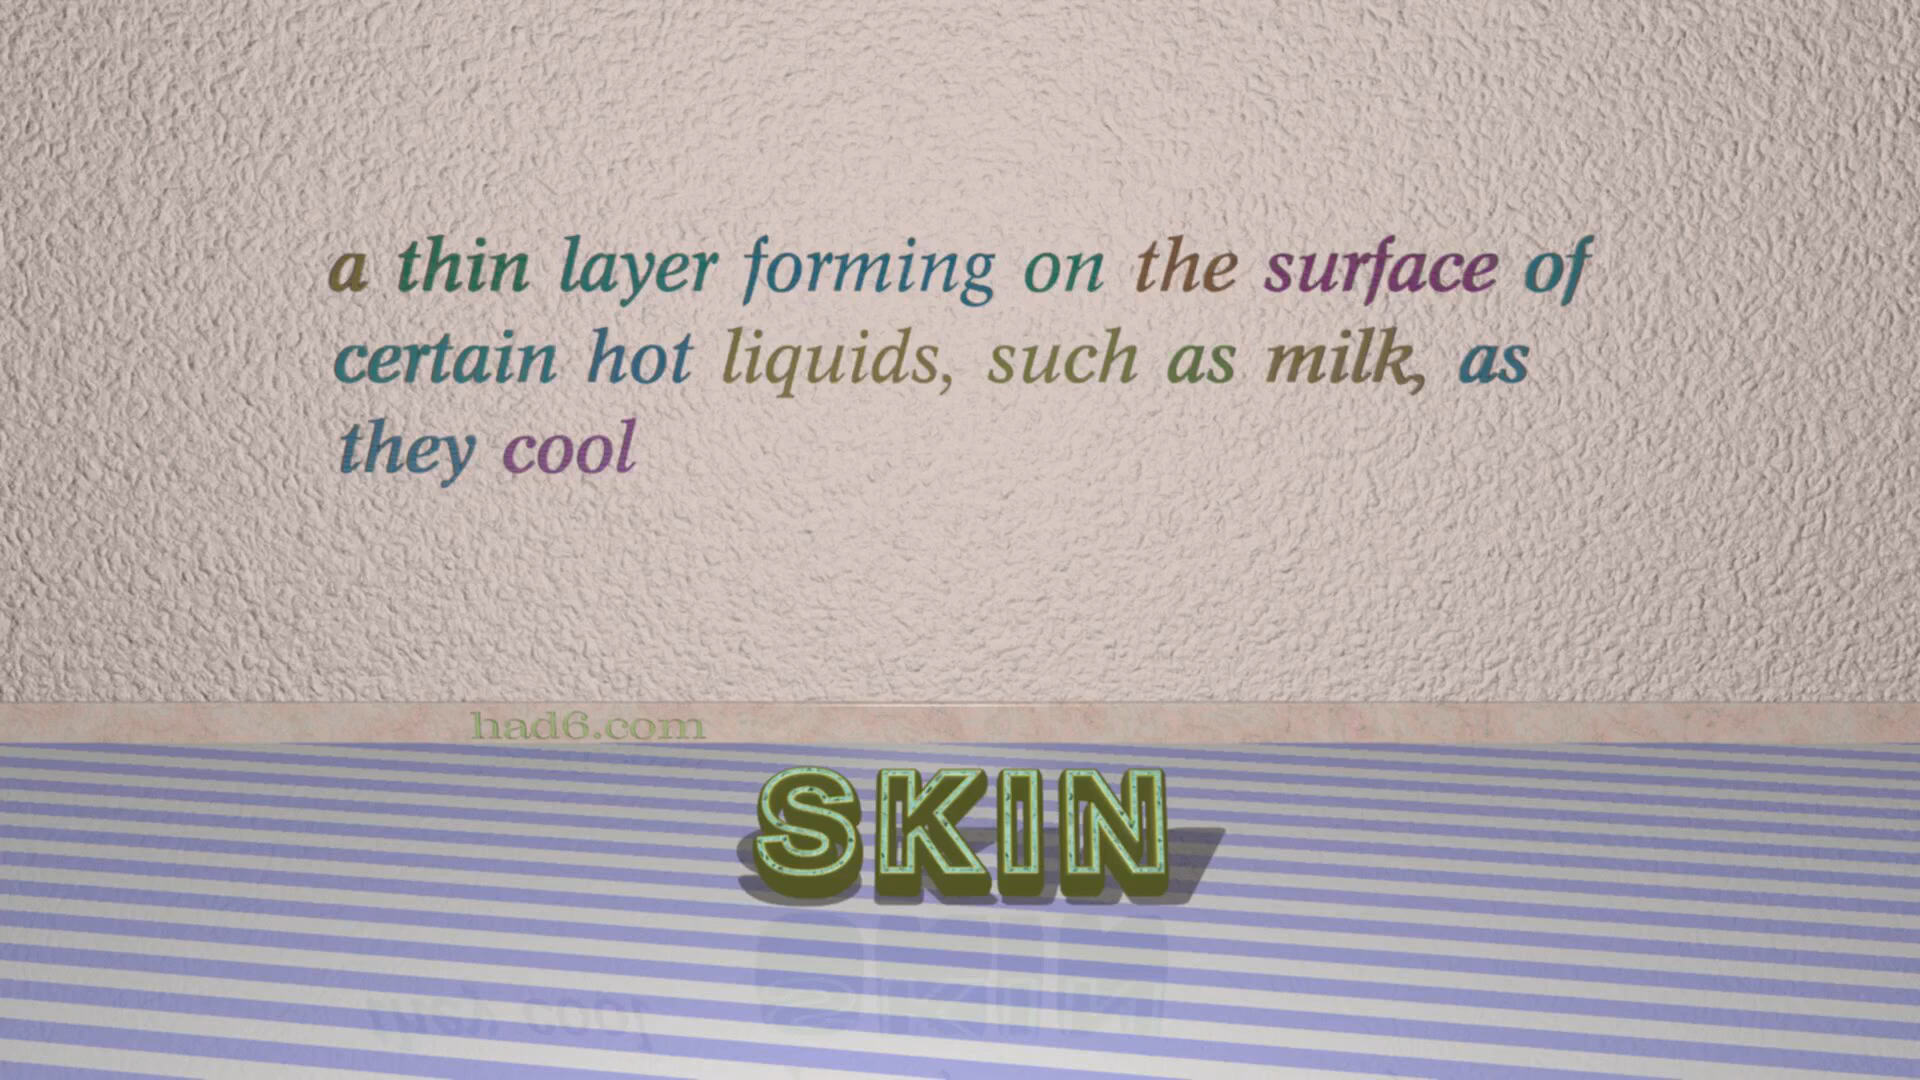 a thin layer forming on the surface of
certain hot liquids, such as milk, as
they cool
had6.com
SKIN